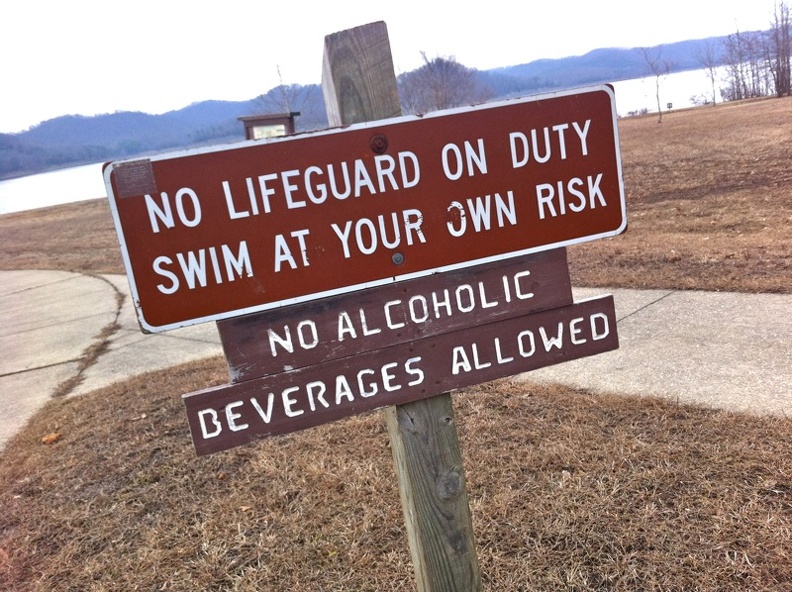 NO LIFEGUARD ON DUTY
SWIM AT YOUR OWN RISK
NO ALCOHOLIC
BEVERAGES ALLOWED